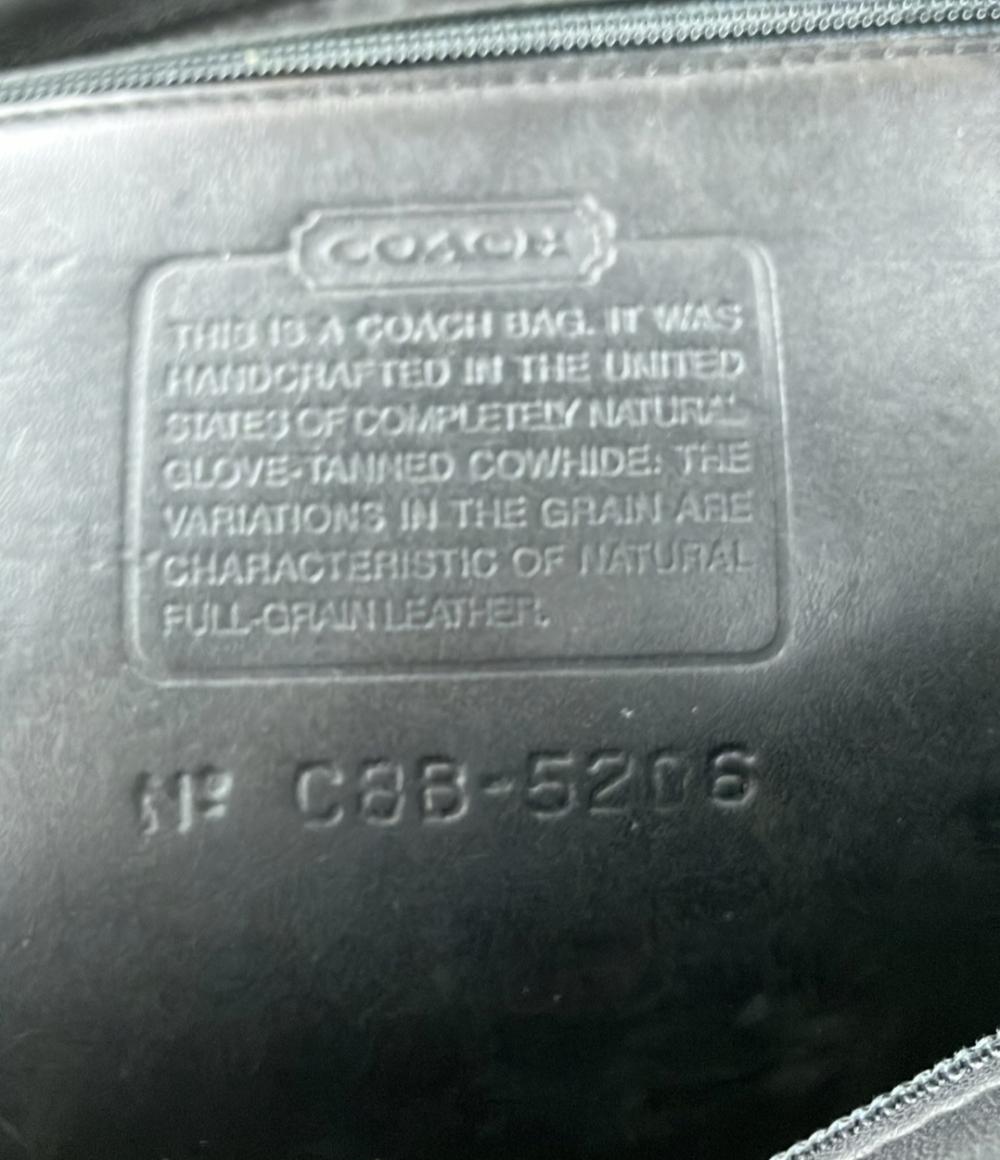 COACH
THIS IS A COACH BAG. IT WAS
HANDCRAFTED IN THE UNITED
STATES OF COMPLETELY NATURAL
GLOVE-TANNED COWHIDE: THE
VARIATIONS IN THE GRAIN ARE
CHARACTERISTIC OF NATURAL
FULL-GRAIN LEATHER.
Nº C8B-5206